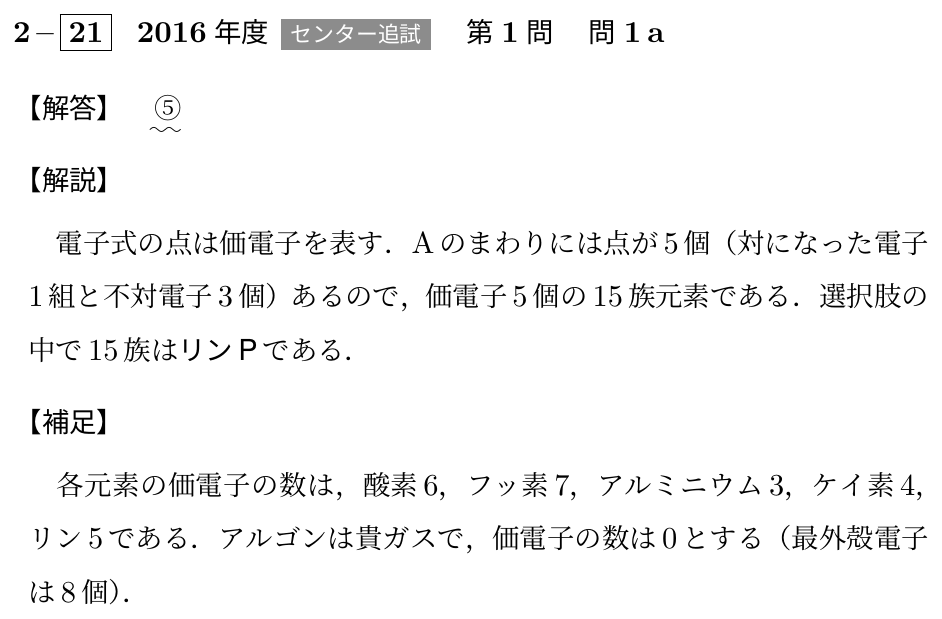 2－21 2016 年度 センター追試 第 1 問 問 1 a
【解答】 ⑤
【解説】
電子式の点は価電子を表す．A のまわりには点が 5 個（対になった電子
1 組と不対電子 3 個）あるので，価電子 5 個の 15 族元素である．選択肢の
中で 15 族はリン P である．
【補足】
各元素の価電子の数は，酸素 6，フッ素 7，アルミニウム 3，ケイ素 4，
リン 5 である．アルゴンは貴ガスで，価電子の数は 0 とする（最外殻電子
は 8 個）．